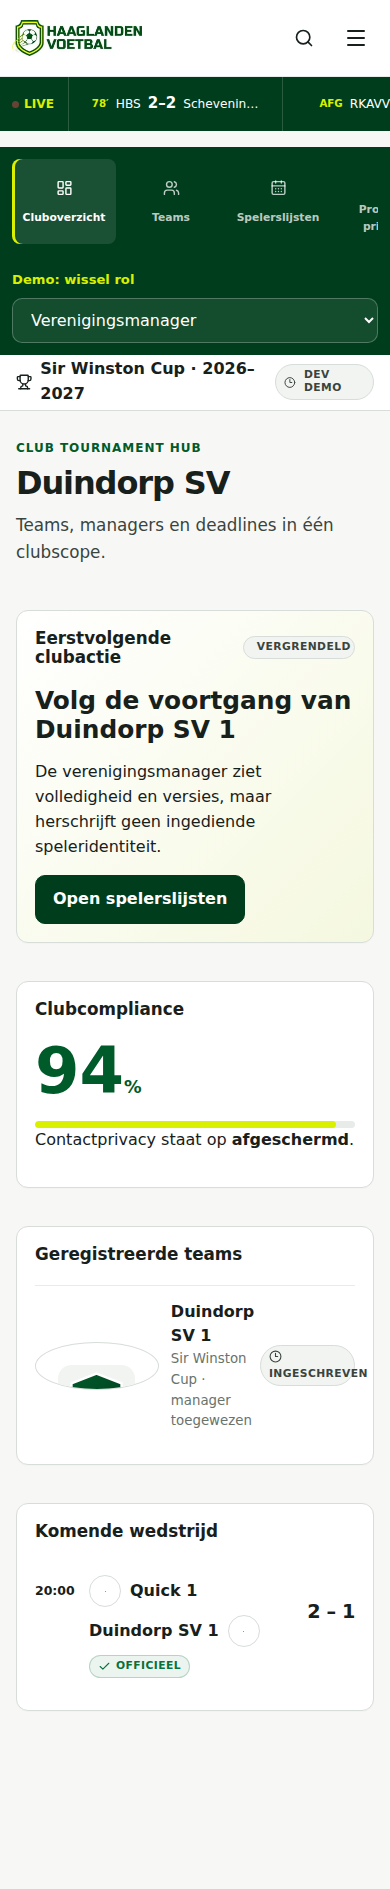 HAAGLANDEN
VOETBAL
LIVE
78' HBS 2–2 Schevenin…
AFG RKAVV
Cluboverzicht
Teams
Spelerslijsten
Demo: wissel rol
Verenigingsmanager
Sir Winston Cup · 2026–
2027
DEV
DEMO
CLUB TOURNAMENT HUB
Duindorp SV
Teams, managers en deadlines in één
clubscope.
Eerstvolgende
clubactie
VERGRENDELD
Volg de voortgang van
Duindorp SV 1
De verenigingsmanager ziet
volledigheid en versies, maar
herschrijft geen ingediende
speleridentiteit.
Open spelerslijsten
Clubcompliance
94%
Contactprivacy staat op afgeschermd.
Geregistreerde teams
Duindorp
SV 1
Sir Winston
Cup ·
manager
toegewezen
INGESCHREVEN
Komende wedstrijd
20:00
Quick 1
Duindorp SV 1
2 – 1
OFFICIEEL